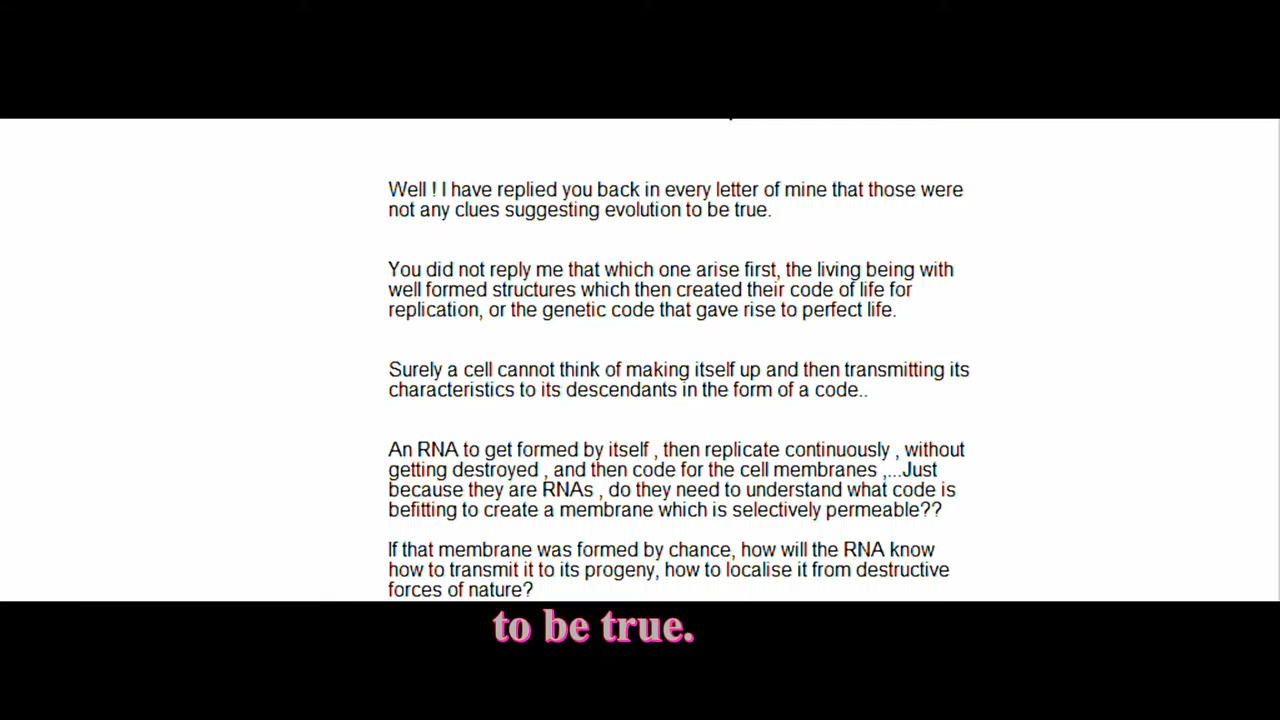 Well ! I have replied you back in every letter of mine that those were
not any clues suggesting evolution to be true.
You did not reply me that which one arise first, the living being with
well formed structures which then created their code of life for
replication, or the genetic code that gave rise to perfect life.
Surely a cell cannot think of making itself up and then transmitting its
characteristics to its descendants in the form of a code..
An RNA to get formed by itself , then replicate continuously , without
getting destroyed , and then code for the cell membranes ,...Just
because they are RNAs , do they need to understand what code is
befitting to create a membrane which is selectively permeable??
If that membrane was formed by chance, how will the RNA know
how to transmit it to its progeny, how to localise it from destructive
forces of nature?
to be true.